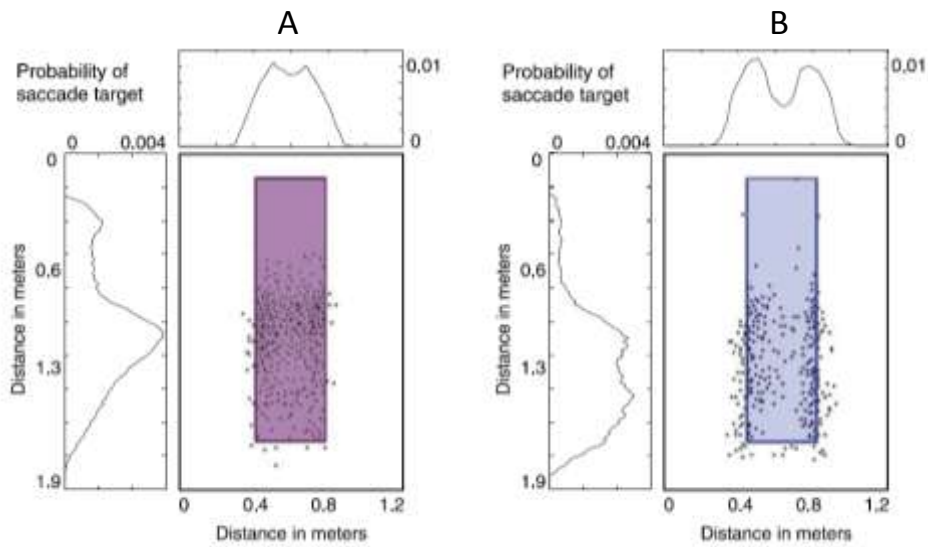 A
Probability of
saccade target
0,01
0
0 0.004
0
0,6
1.3
1.9
Distance in meters
0 0.4 0.8 1.2
Distance in meters
B
Probability of
saccade target
0,01
0
0 0.004
0
0,6
1.3
1.9
Distance in meters
0 0.4 0.8 1.2
Distance in meters